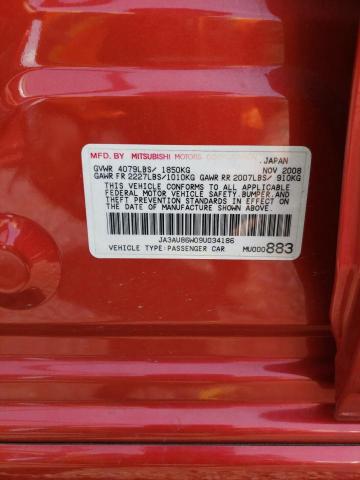 MFD. BY MITSUBISHI MOTORS CORPORATION, JAPAN
GVWR 4079LBS/ 1850KG NOV 2008
GAWR FR 2227LBS/1010KG GAWR RR 2007LBS/ 910KG
THIS VEHICLE CONFORMS TO ALL APPLICABLE
FEDERAL MOTOR VEHICLE SAFETY, BUMPER,AND
THEFT PREVENTION STANDARDS IN EFFECT ON
THE DATE OF MANUFACTURE SHOWN ABOVE.
JA3AU86W09U034186
VEHICLE TYPE:PASSENGER CAR MU000883